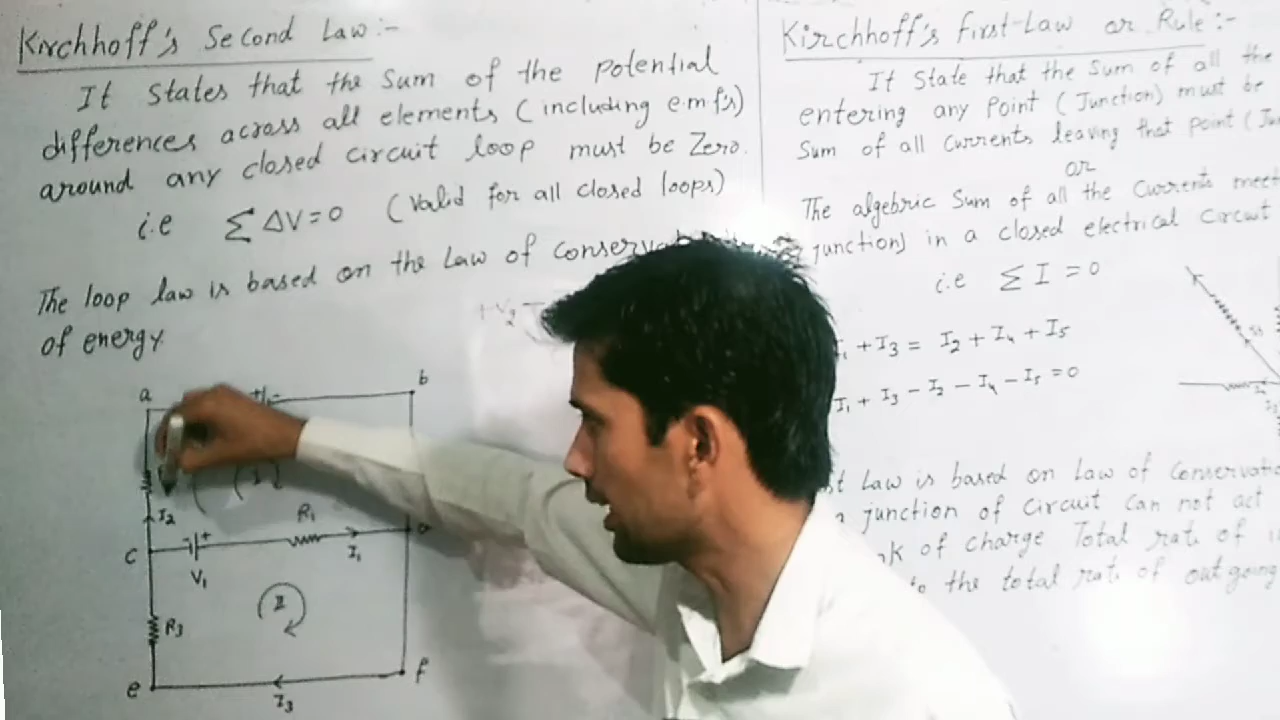 Kirchhoff's Second Law :-
It States that the Sum of the Potential
differences across all elements (including e.m.f's)
around any closed circuit loop must be Zero.
i.e ∑ ΔV = 0 (valid for all closed loops)
The loop law is based on the Law of
of energy
a
b
I2
R1
I1
c
V1
II
R3
e
f
I3
Kirchhoff's first-Law or Rule :-
It State that the Sum of all the
entering any Point (Junction) must be
Sum of all Currents leaving that Point
or
The algebric Sum of all the Currents meet
junction) in a closed electrical Circuit
i.e ∑ I = 0
I1 + I3 = I2 + I4 + I5
I1 + I3 - I2 - I4 - I5 = 0
Law is based on Law of Conservatio
junction of Circuit Can not act
of charge Total rate of
to the total rate of outgoing